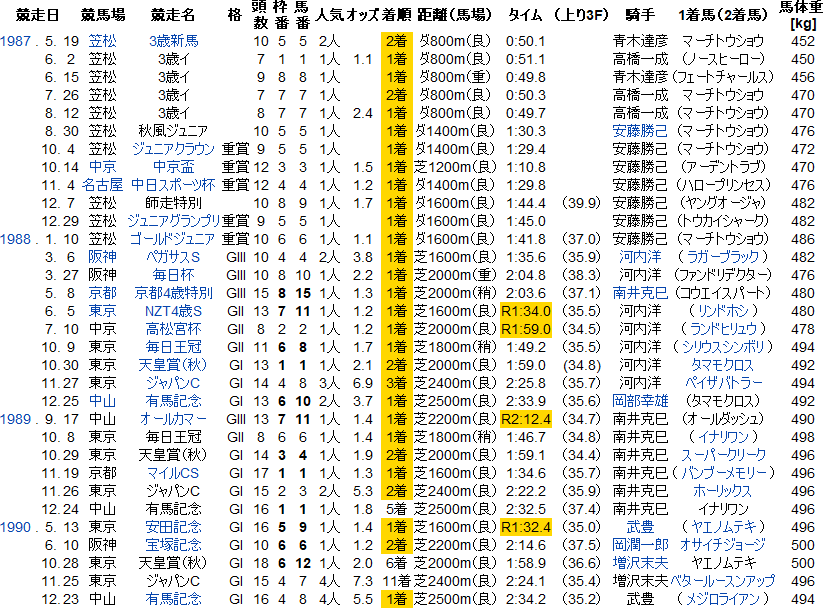 競走日 競馬場 競走名 格 頭数 枠番 馬番 人気 オッズ 着順 距離(馬場) タイム (上り3F) 騎手 1着馬(2着馬) 馬体重[kg]
1987. 5. 19 笠松 3歳新馬 10 5 5 2人 2着 ダ800m(良) 0:50.1 青木達彦 マーチトウショウ 452
6. 2 笠松 3歳イ 7 1 1 1人 1.1 1着 ダ800m(良) 0:51.1 高橋一成 (ノースヒーロー) 450
6. 15 笠松 3歳イ 9 8 8 1人 1着 ダ800m(重) 0:49.8 青木達彦 (フェートチャールス) 456
7. 26 笠松 3歳イ 7 7 7 1人 2着 ダ800m(良) 0:50.3 高橋一成 マーチトウショウ 470
8. 12 笠松 3歳イ 8 7 7 1人 2.4 1着 ダ800m(良) 0:49.7 高橋一成 (マーチトウショウ) 470
8. 30 笠松 秋風ジュニア 10 5 5 1人 1着 ダ1400m(良) 1:30.3 安藤勝己 (マーチトウショウ) 476
10. 4 笠松 ジュニアクラウン 重賞 9 5 5 1人 1着 ダ1400m(良) 1:29.4 安藤勝己 (マーチトウショウ) 472
10. 14 中京 中京盃 重賞 12 3 3 1人 1.5 1着 芝1200m(良) 1:10.8 安藤勝己 (アーデントラブ) 470
11. 4 名古屋 中日スポーツ杯 重賞 12 4 4 1人 1.2 1着 ダ1400m(良) 1:29.8 安藤勝己 (ハロープリンセス) 476
12. 7 笠松 師走特別 10 8 9 1人 1.7 1着 ダ1600m(良) 1:44.4 (39.9) 安藤勝己 (ヤングオージャ) 482
12. 29 笠松 ジュニアグランプリ 重賞 9 5 5 1人 1着 ダ1600m(良) 1:45.0 安藤勝己 (トウカイシャーク) 482
1988. 1. 10 笠松 ゴールドジュニア 重賞 10 6 6 1人 1.1 1着 ダ1600m(良) 1:41.8 (37.0) 安藤勝己 (マーチトウショウ) 486
3. 6 阪神 ペガサスS GIII 10 4 4 2人 3.8 1着 芝1600m(良) 1:35.6 (35.9) 河内洋 (ラガーブラック) 482
3. 27 阪神 毎日杯 GIII 10 8 10 1人 2.2 1着 芝2000m(重) 2:04.8 (38.3) 河内洋 (ファンドリデクター) 476
5. 8 京都 京都4歳特別 GIII 15 8 15 1人 1.3 1着 芝2000m(稍) 2:03.6 (37.1) 南井克巳 (コウエイスパート) 480
6. 5 東京 NZT4歳S GII 13 7 11 1人 1.2 1着 芝1600m(良) R1:34.0 (35.5) 河内洋 (リンドホシ) 480
7. 10 中京 高松宮杯 GII 8 2 2 1人 1.2 1着 芝2000m(良) R1:59.0 (34.5) 河内洋 (ランドヒリュウ) 478
10. 9 東京 毎日王冠 GII 11 6 8 1人 1.7 1着 芝1800m(稍) 1:49.2 (35.5) 河内洋 (シリウスシンボリ) 494
10. 30 東京 天皇賞(秋) GI 13 1 1 1人 2.1 2着 芝2000m(良) 1:59.0 (34.8) 河内洋 タマモクロス 492
11. 27 東京 ジャパンC GI 14 4 8 3人 6.9 3着 芝2400m(良) 2:25.8 (35.7) 河内洋 ペイザバトラー 494
12. 25 中山 有馬記念 GI 13 6 10 2人 3.7 1着 芝2500m(良) 2:33.9 (35.6) 岡部幸雄 (タマモクロス) 492
1989. 9. 17 中山 オールカマー GIII 13 7 11 1人 1.4 1着 芝2200m(良) R2:12.4 (34.7) 南井克巳 (オールダッシュ) 490
10. 8 東京 毎日王冠 GII 8 6 6 1人 1.4 1着 芝1800m(稍) 1:46.7 (34.8) 南井克巳 (イナリワン) 498
10. 29 東京 天皇賞(秋) GI 14 3 4 1人 1.9 2着 芝2000m(良) 1:59.1 (34.4) 南井克巳 スーパークリーク 496
11. 19 京都 マイルCS GI 17 1 1 1人 1.3 1着 芝1600m(良) 1:34.6 (35.7) 南井克巳 (バンブーメモリー) 496
11. 26 東京 ジャパンC GI 15 2 3 2人 5.3 2着 芝2400m(良) 2:22.2 (35.9) 南井克巳 ホーリックス 496
12. 24 中山 有馬記念 GI 16 1 1 1人 1.8 5着 芝2500m(良) 2:32.5 (37.4) 南井克巳 イナリワン 496
1990. 5. 13 東京 安田記念 GI 16 5 9 1人 1.4 1着 芝1600m(良) R1:32.4 (35.0) 武豊 (ヤエノムテキ) 496
6. 10 阪神 宝塚記念 GI 10 6 6 1人 1.2 2着 芝2200m(良) 2:14.6 (37.5) 岡潤一郎 オサイチジョージ 500
10. 28 東京 天皇賞(秋) GI 18 6 12 1人 2.0 6着 芝2000m(良) 1:58.9 (36.6) 増沢末夫 ヤエノムテキ 500
11. 25 東京 ジャパンC GI 15 4 7 4人 7.3 11着 芝2400m(良) 2:24.1 (35.4) 増沢末夫 ベタールースンアップ 496
12. 23 中山 有馬記念 GI 16 4 8 4人 5.5 1着 芝2500m(良) 2:34.2 (35.2) 武豊 (メジロライアン) 494